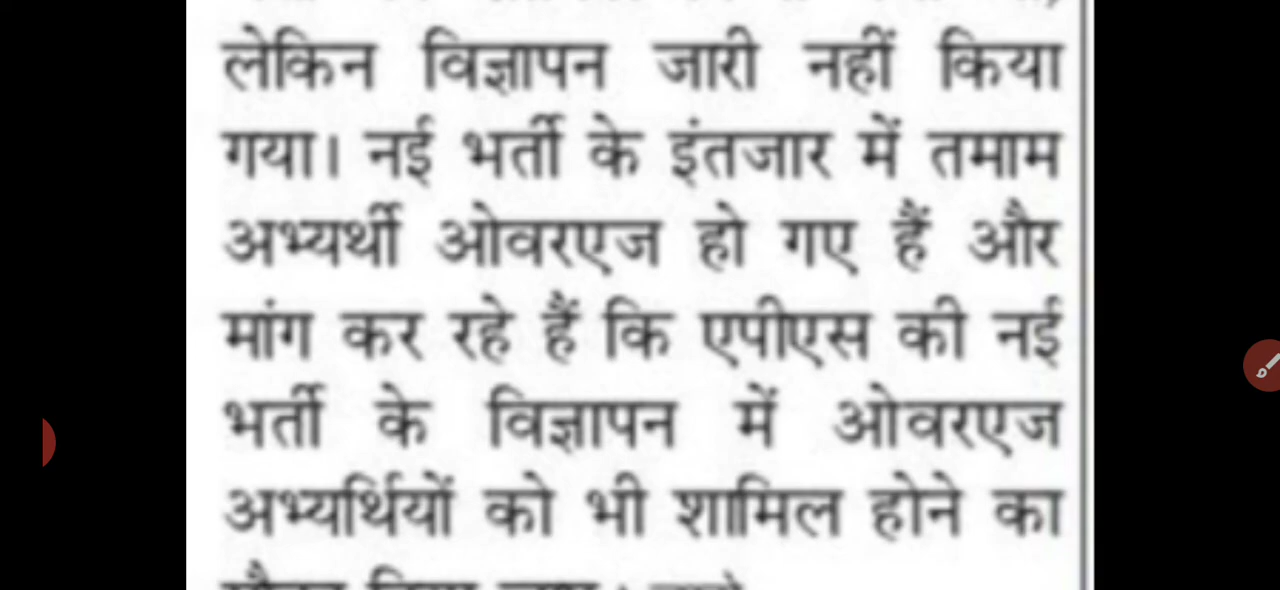 लेकिन विज्ञापन जारी नहीं किया
गया। नई भर्ती के इंतजार में तमाम
अभ्यर्थी ओवरएज हो गए हैं और
मांग कर रहे हैं कि एपीएस की नई
भर्ती के विज्ञापन में ओवरएज
अभ्यर्थियों को भी शामिल होने का